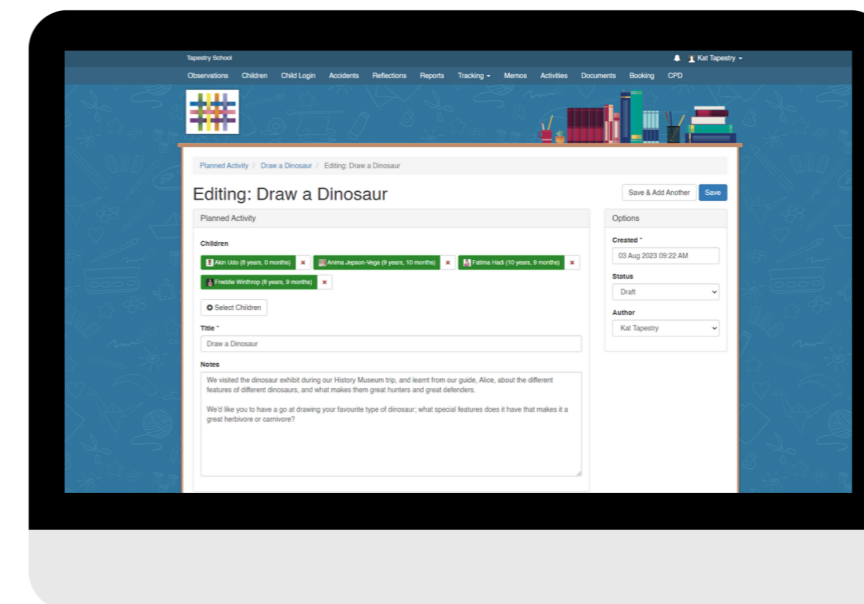 Tapestry School
Kat Tapestry
Observations Children Child Login Accidents Reflections Reports Tracking Memos Activities Documents Booking CPD
Planned Activity / Draw a Dinosaur / Editing: Draw a Dinosaur
Editing: Draw a Dinosaur
Save & Add Another Save
Planned Activity
Children
Akin Udo (8 years, 0 months) × Anima Jepson-Vega (9 years, 10 months) × Fatima Hadi (10 years, 9 months) ×
Freddie Winthrop (8 years, 9 months) ×
Select Children
Title *
Draw a Dinosaur
Notes
We visited the dinosaur exhibit during our History Museum trip, and learnt from our guide, Alice, about the different
features of different dinosaurs, and what makes them great hunters and great defenders.
We'd like you to have a go at drawing your favourite type of dinosaur; what special features does it have that makes it a
great herbivore or carnivore?
Options
Created *
03 Aug 2023 09:22 AM
Status
Draft
Author
Kat Tapestry